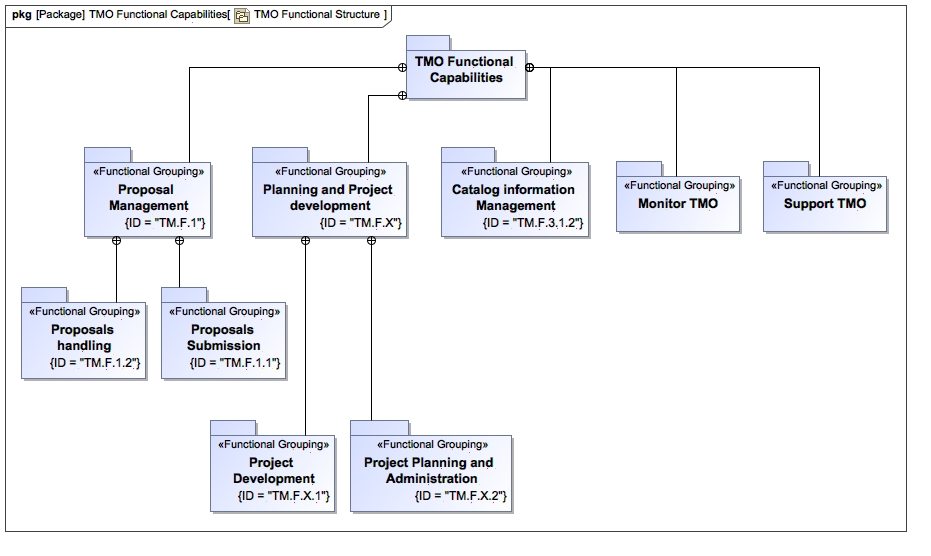 pkg [Package] TMO Functional Capabilities[ TMO Functional Structure ]
TMO Functional
Capabilities
«Functional Grouping»
Proposal
Management
{ID = "TM.F.1"}
«Functional Grouping»
Planning and Project
development
{ID = "TM.F.X"}
«Functional Grouping»
Catalog information
Management
{ID = "TM.F.3.1.2"}
«Functional Grouping»
Monitor TMO
«Functional Grouping»
Support TMO
«Functional Grouping»
Proposals
handling
{ID = "TM.F.1.2"}
«Functional Grouping»
Proposals
Submission
{ID = "TM.F.1.1"}
«Functional Grouping»
Project
Development
{ID = "TM.F.X.1"}
«Functional Grouping»
Project Planning and
Administration
{ID = "TM.F.X.2"}